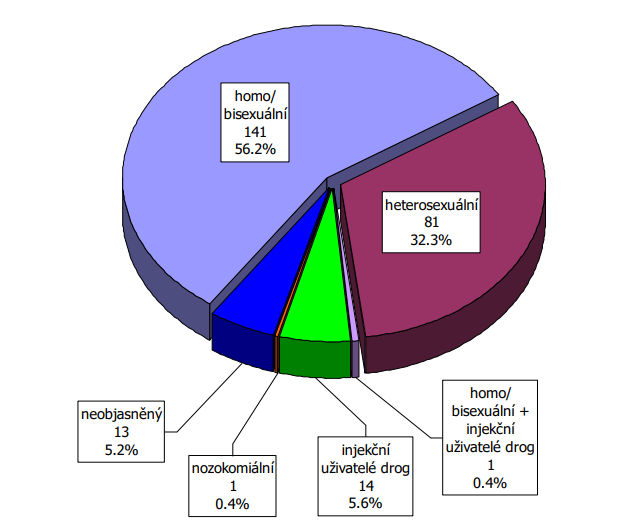 homo/
bisexuální
141
56.2%
heterosexuální
81
32.3%
neobjasněný
13
5.2%
nozokomiální
1
0.4%
injekční
uživatelé drog
14
5.6%
homo/
bisexuální +
injekční
uživatelé drog
1
0.4%